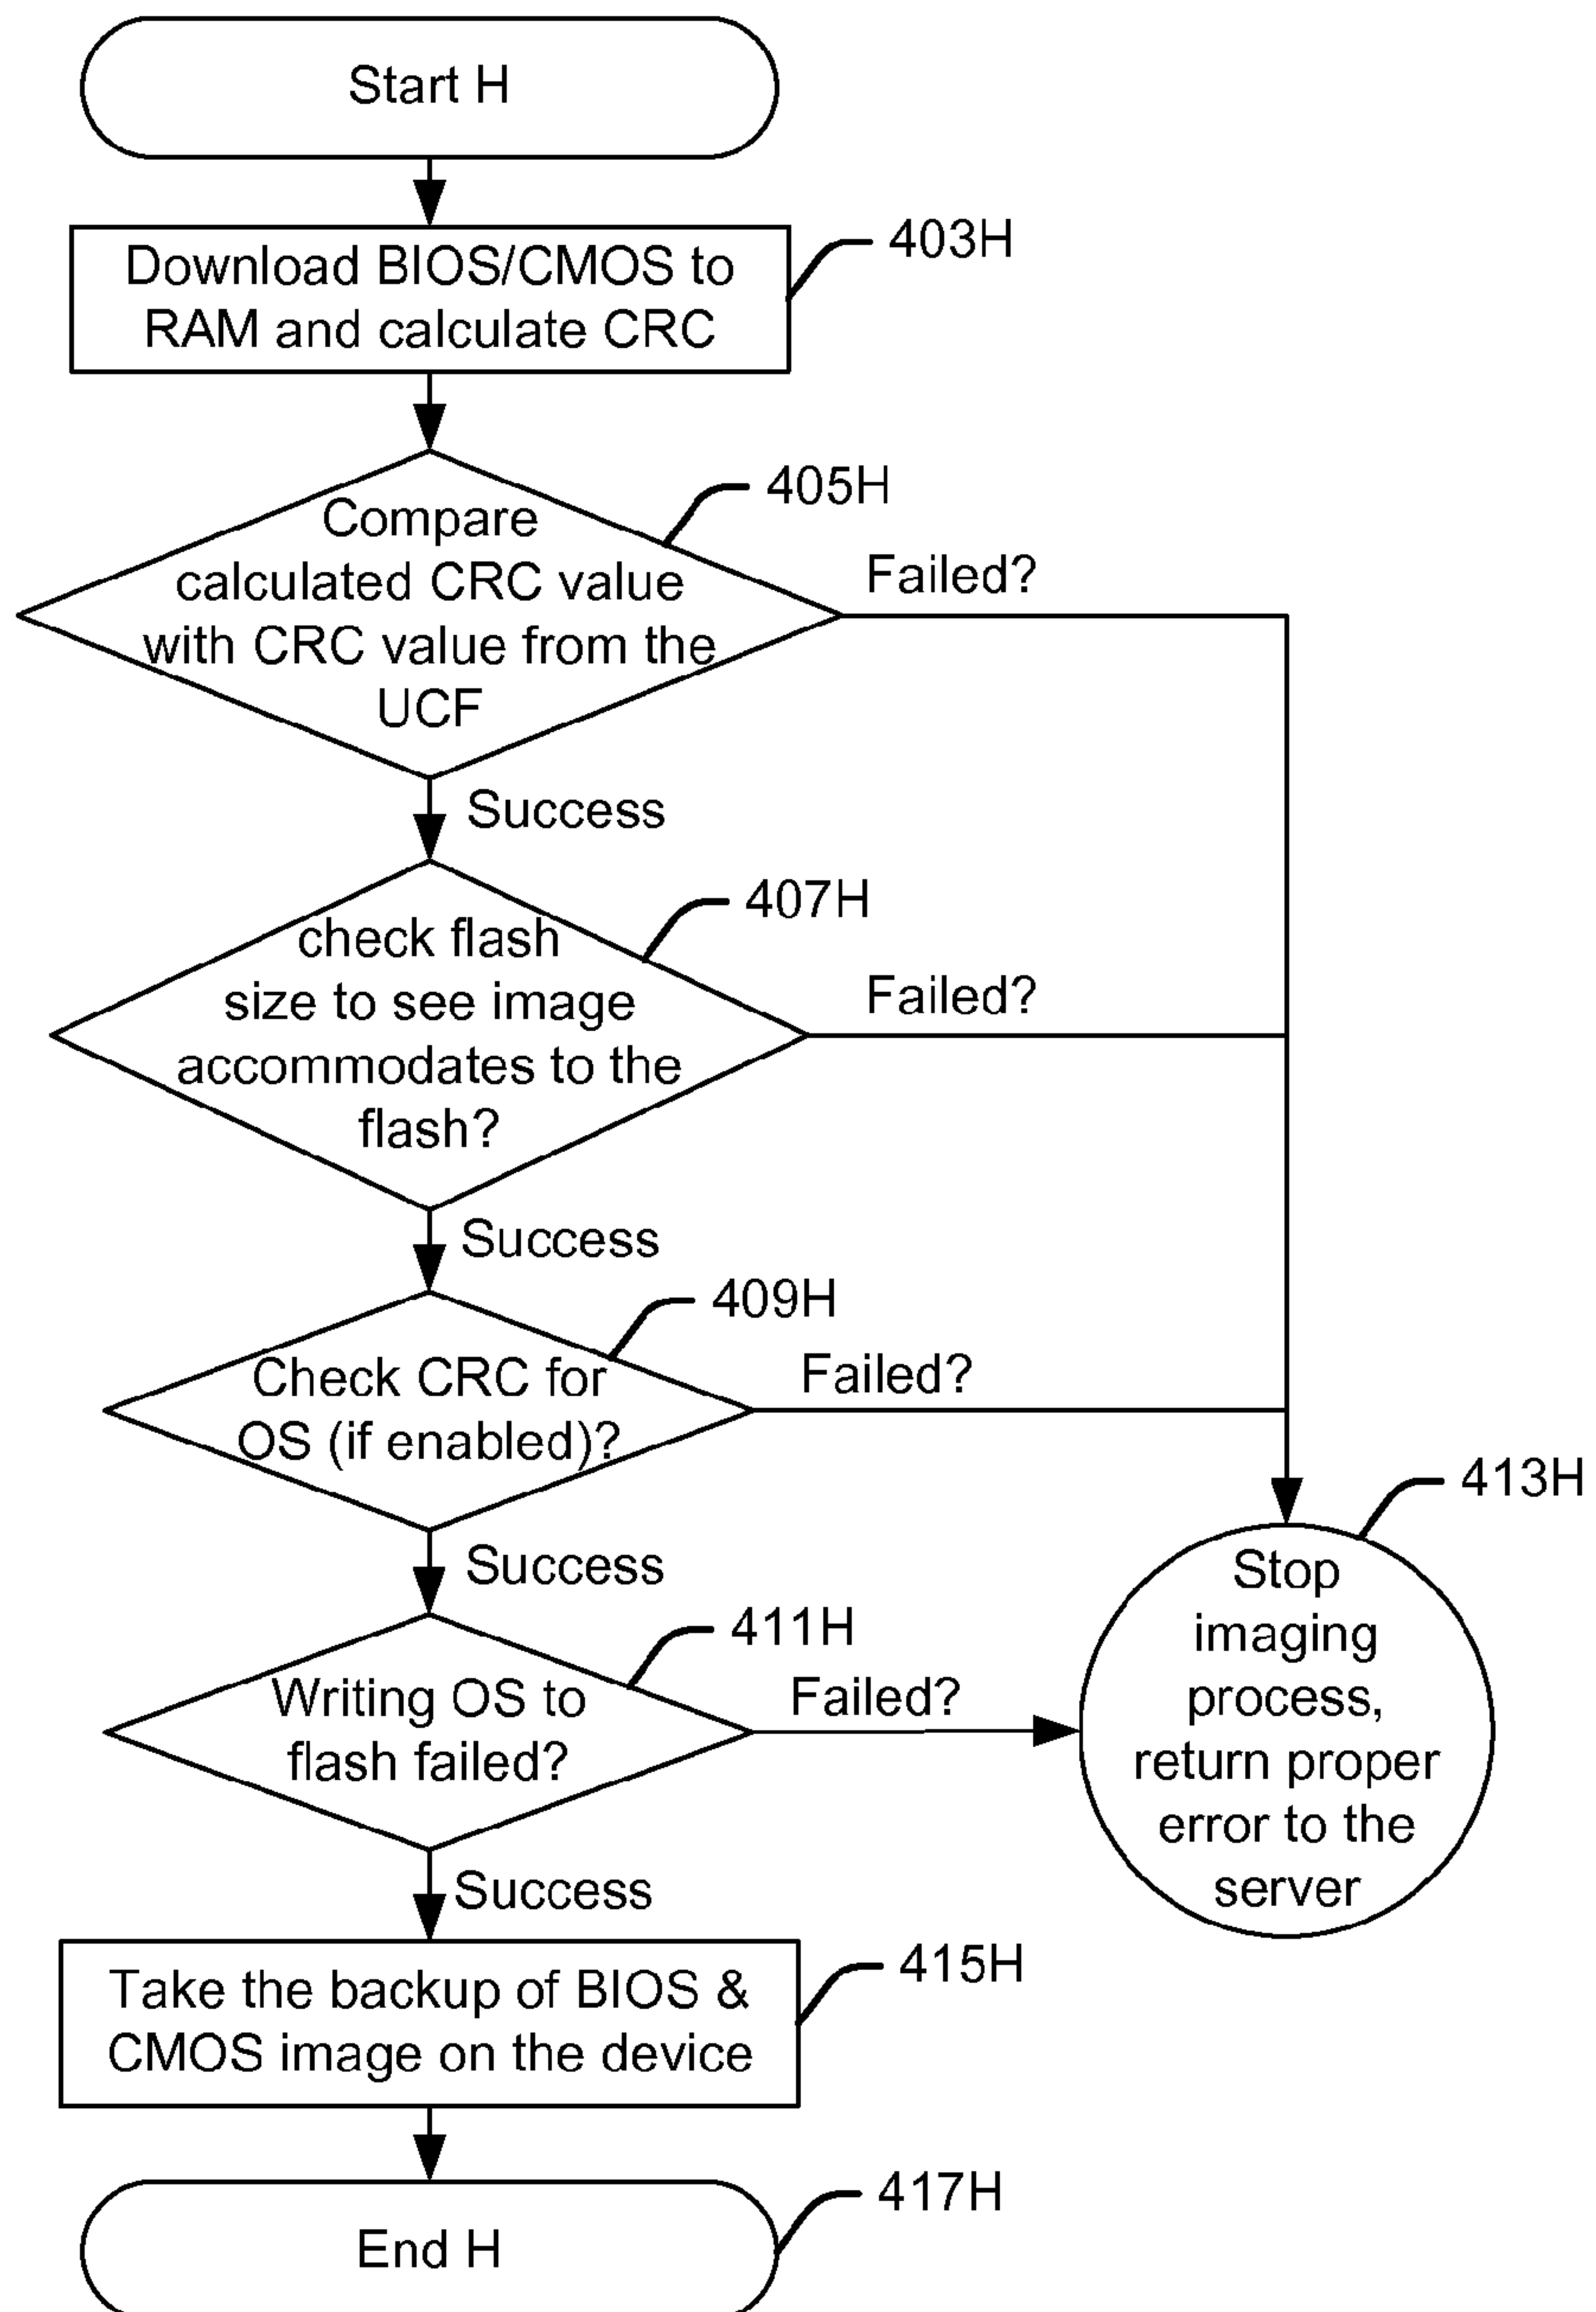 Start H
Download BIOS/CMOS to
RAM and calculate CRC
403H
Compare
calculated CRC value
with CRC value from the
UCF
405H
Failed?
Success
check flash
size to see image
accommodates to the
flash?
407H
Failed?
Success
Check CRC for
OS (if enabled)?
409H
Failed?
Success
Writing OS to
flash failed?
411H
Failed?
Stop
imaging
process,
return proper
error to the
server
413H
Success
Take the backup of BIOS &
CMOS image on the device
415H
End H
417H